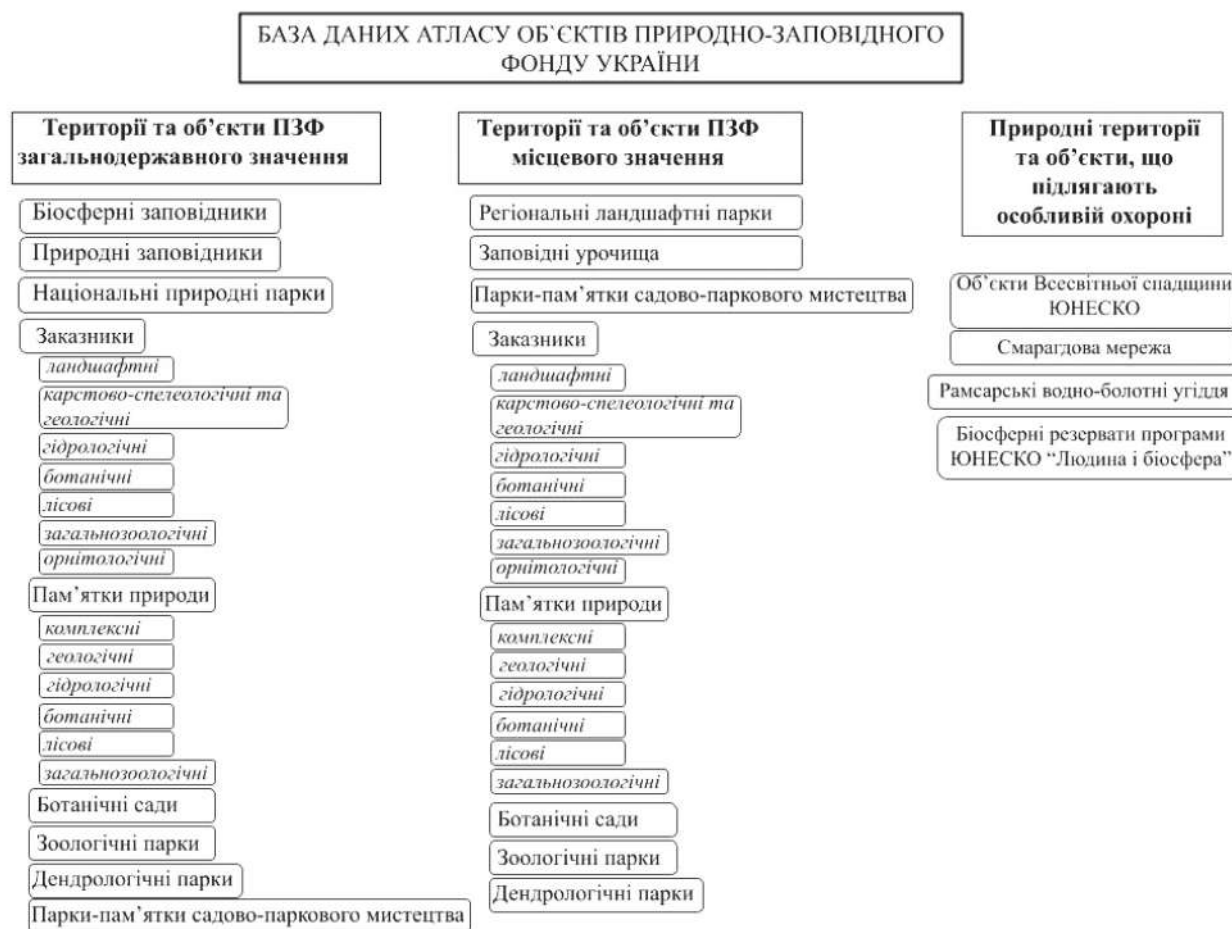 БАЗА ДАНИХ АТЛАСУ ОБ`ЄКТІВ ПРИРОДНО-ЗАПОВІДНОГО
ФОНДУ УКРАЇНИ
Території та об’єкти ПЗФ
загальнодержавного значення
Біосферні заповідники
Природні заповідники
Національні природні парки
Заказники
ландшафтні
карстово-спелеологічні та
геологічні
гідрологічні
ботанічні
лісові
загальнозоологічні
орнітологічні
Пам’ятки природи
комплексні
геологічні
гідрологічні
ботанічні
лісові
загальнозоологічні
Ботанічні сади
Зоологічні парки
Дендрологічні парки
Парки-пам’ятки садово-паркового мистецтва
Території та об’єкти ПЗФ
місцевого значення
Регіональні ландшафтні парки
Заповідні урочища
Парки-пам’ятки садово-паркового мистецтва
Заказники
ландшафтні
карстово-спелеологічні та
геологічні
гідрологічні
ботанічні
лісові
загальнозоологічні
орнітологічні
Пам’ятки природи
комплексні
геологічні
гідрологічні
ботанічні
лісові
загальнозоологічні
Ботанічні сади
Зоологічні парки
Дендрологічні парки
Природні території
та об’єкти, що
підлягають
особливій охороні
Об’єкти Всесвітньої спадщини
ЮНЕСКО
Смарагдова мережа
Рамсарські водно-болотні угіддя
Біосферні резервати програми
ЮНЕСКО “Людина і біосфера”